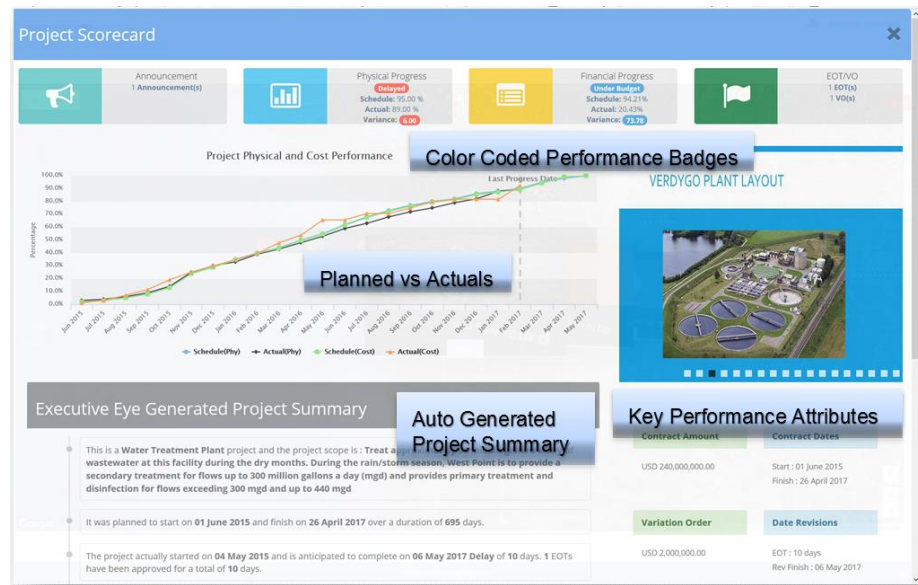 Project Scorecard
Announcement
1 Announcement(s)
Physical Progress
Delayed
Schedule: 95.00 %
Actual: 89.00 %
Variance: 6.00
Financial Progress
Under Budget
Schedule: 94.21%
Actual: 20.43%
Variance: 73.78
EOT/VO
1 EOT(s)
1 VO(s)
Color Coded Performance Badges
Project Physical and Cost Performance
Last Progress Date
VERDYGO PLANT LAYOUT
Percentage
100.0%
90.0%
80.0%
70.0%
60.0%
50.0%
40.0%
30.0%
20.0%
10.0%
0.0%
Planned vs Actuals
Jun 2015
Jul 2015
Aug 2015
Sep 2015
Oct 2015
Nov 2015
Dec 2015
Jan 2016
Feb 2016
Mar 2016
Apr 2016
May 2016
Jun 2016
Jul 2016
Aug 2016
Sep 2016
Oct 2016
Nov 2016
Dec 2016
Jan 2017
Feb 2017
Mar 2017
Apr 2017
May 2017
Schedule(Phy) Actual(Phy) Schedule(Cost) Actual(Cost)
Executive Eye Generated Project Summary
Auto Generated
Project Summary
Key Performance Attributes
This is a Water Treatment Plant project and the project scope is : Treat
wastewater at this facility during the dry months. During the rain/storm season, West Point is to provide a
secondary treatment for flows up to 300 million gallons a day (mgd) and provides primary treatment and
disinfection for flows exceeding 300 mgd and up to 440 mgd
It was planned to start on 01 June 2015 and finish on 26 April 2017 over a duration of 695 days.
The project actually started on 04 May 2015 and is anticipated to complete on 06 May 2017 Delay of 10 days. 1 EOTs
have been approved for a total of 10 days.
Contract Amount
USD 240,000,000.00
Contract Dates
Start : 01 June 2015
Finish : 26 April 2017
Variation Order
USD 2,000,000.00
Date Revisions
EOT : 10 days
Rev Finish : 06 May 2017